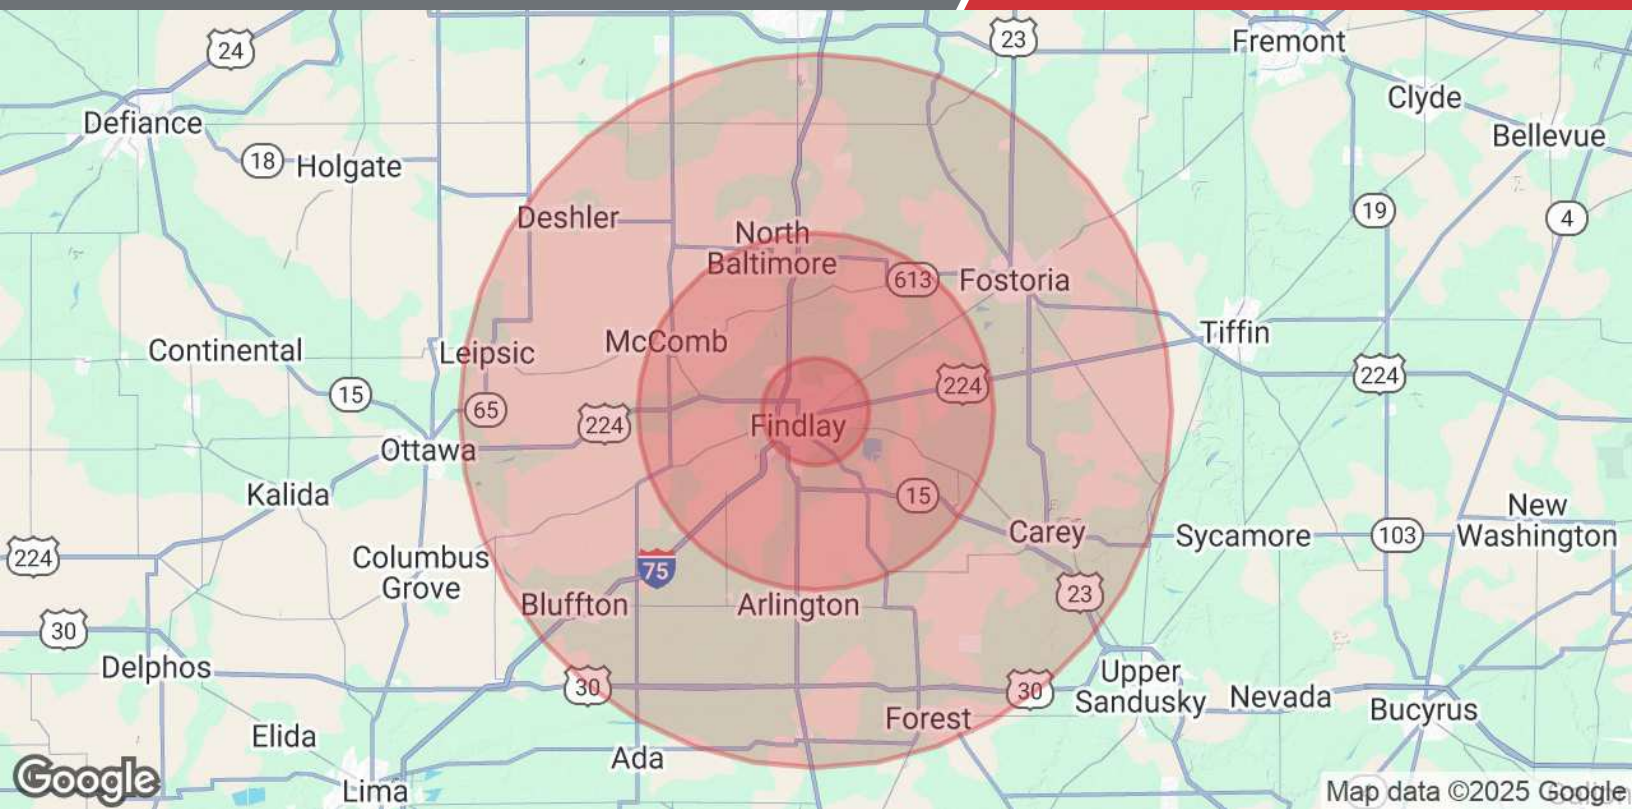 24
23
Fremont
Clyde
Defiance
Bellevue
18
Holgate
19
4
Deshler
North
Baltimore
613
Fostoria
Tiffin
McComb
Continental
Leipsic
15
65
224
224
224
Findlay
Ottawa
Kalida
15
New
Washington
Carey
Sycamore
103
224
Columbus
Grove
75
23
Bluffton
Arlington
30
Delphos
30
30
Upper
Sandusky
Nevada
Bucyrus
Forest
Elida
Ada
Google
Lima
Map data ©2025 Google